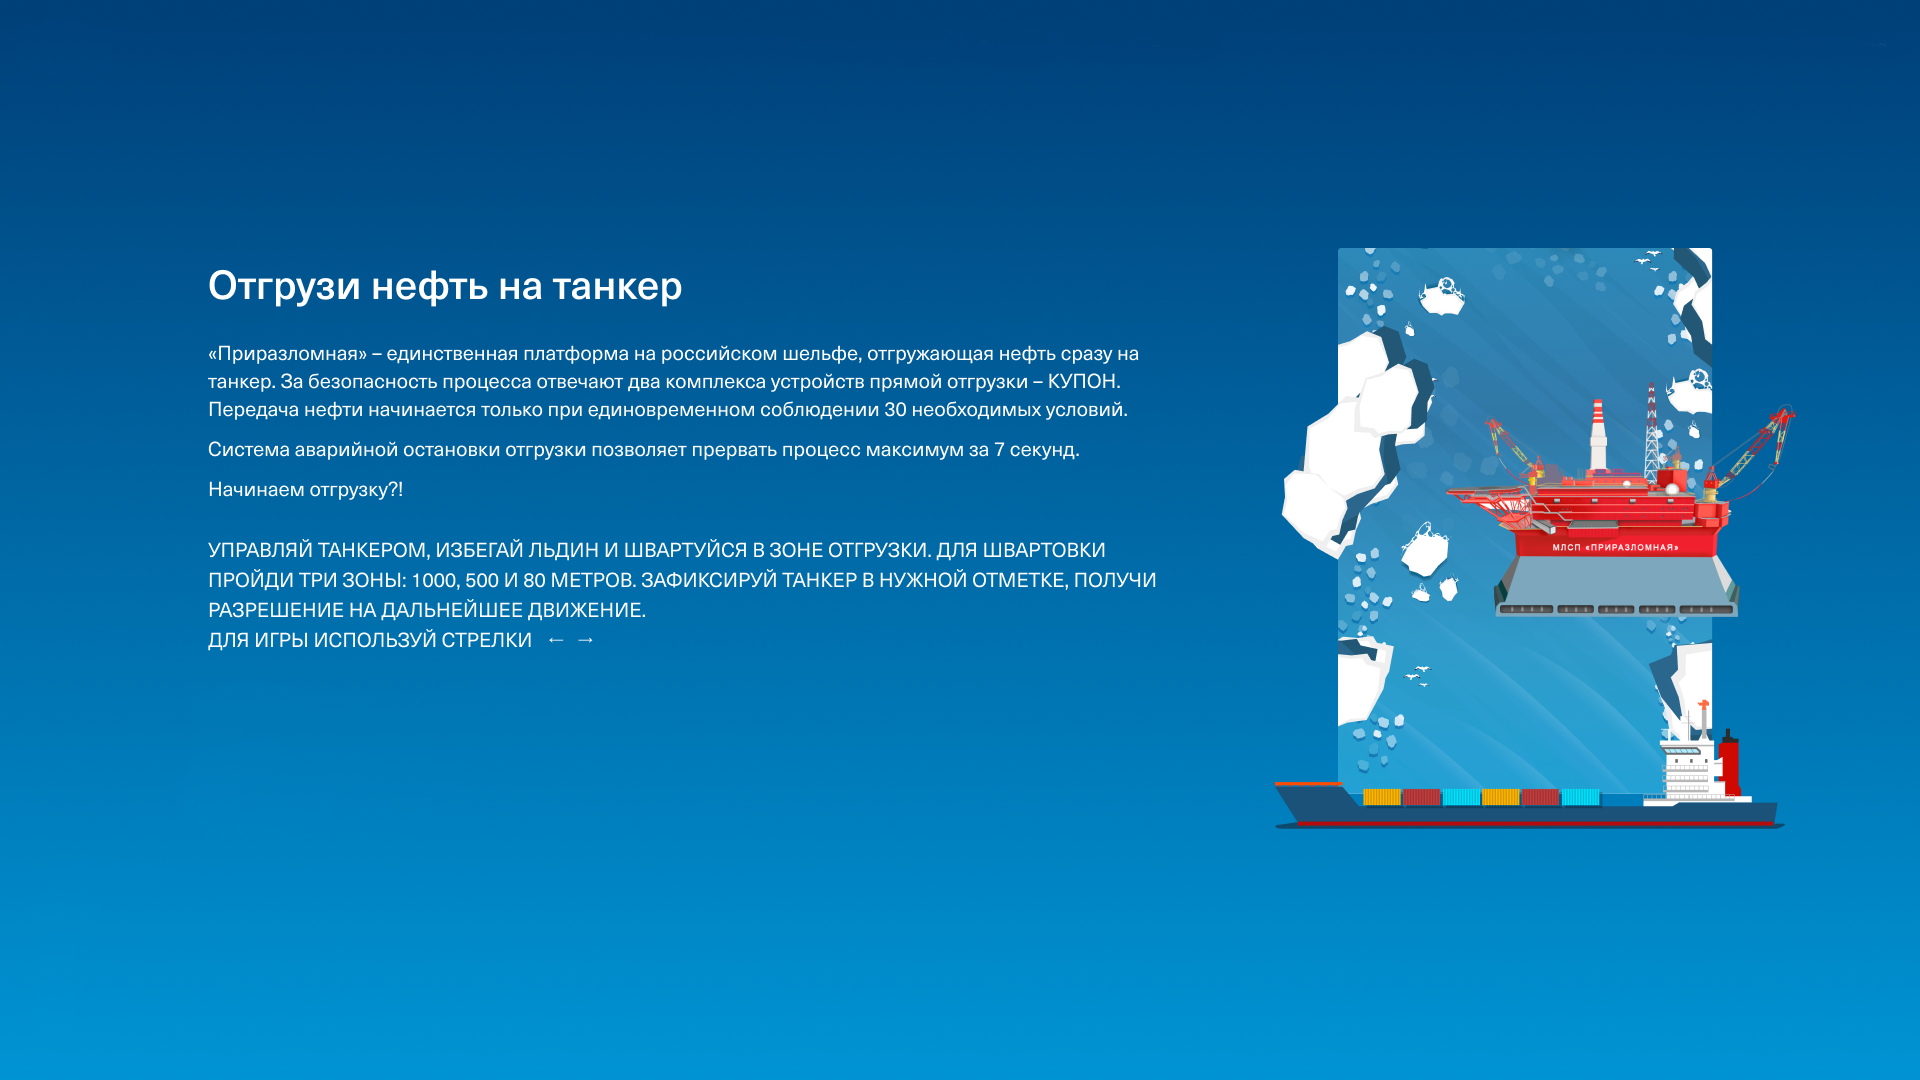 Отгрузи нефть на танкер
«Приразломная» – единственная платформа на российском шельфе, отгружающая нефть сразу на
танкер. За безопасность процесса отвечают два комплекса устройств прямой отгрузки – КУПОН.
Передача нефти начинается только при единовременном соблюдении 30 необходимых условий.
Система аварийной остановки отгрузки позволяет прервать процесс максимум за 7 секунд.
Начинаем отгрузку?!
УПРАВЛЯЙ ТАНКЕРОМ, ИЗБЕГАЙ ЛЬДИН И ШВАРТУЙСЯ В ЗОНЕ ОТГРУЗКИ. ДЛЯ ШВАРТОВКИ
ПРОЙДИ ТРИ ЗОНЫ: 1000, 500 И 80 МЕТРОВ. ЗАФИКСИРУЙ ТАНКЕР В НУЖНОЙ ОТМЕТКЕ, ПОЛУЧИ
РАЗРЕШЕНИЕ НА ДАЛЬНЕЙШЕЕ ДВИЖЕНИЕ.
ДЛЯ ИГРЫ ИСПОЛЬЗУЙ СТРЕЛКИ ← →
МЛСП «ПРИРАЗЛОМНАЯ»